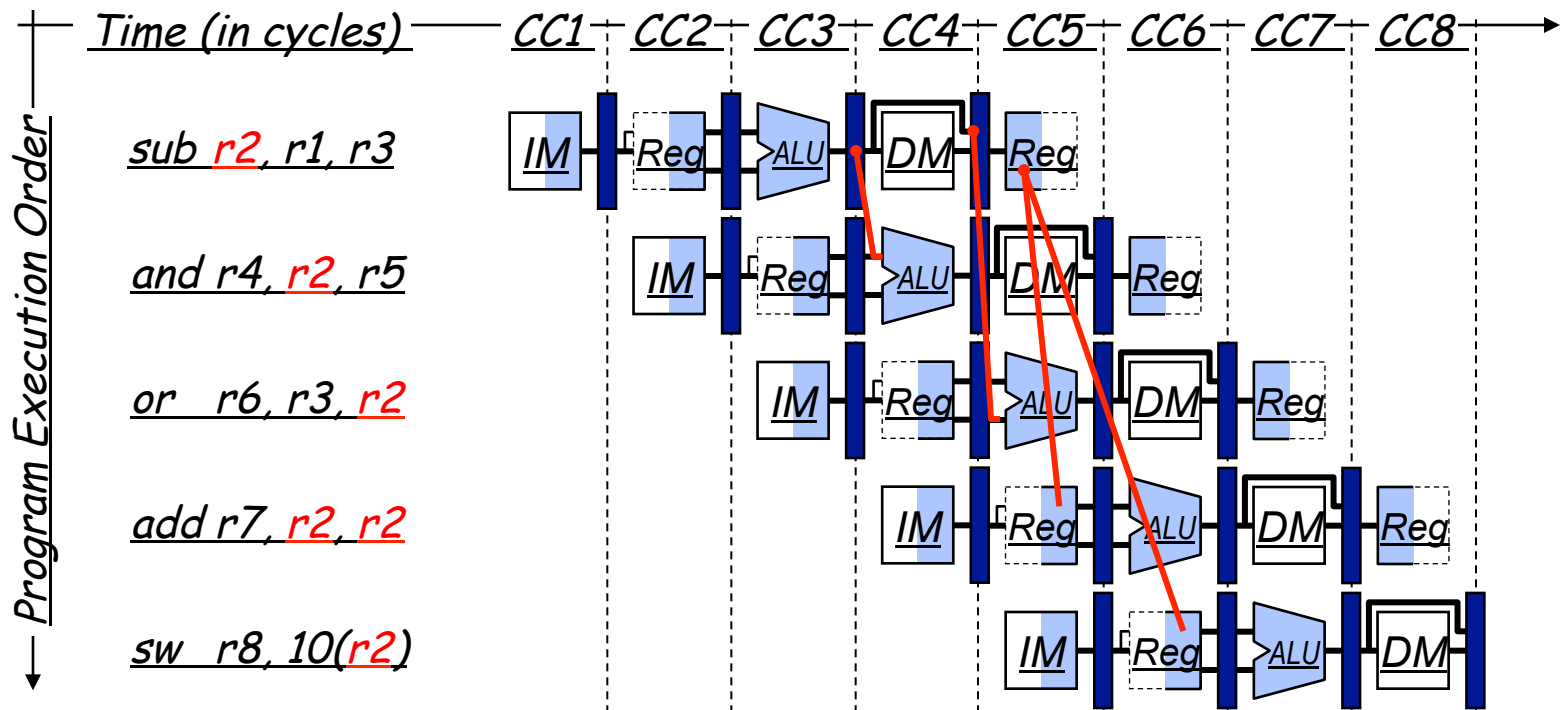 Time (in cycles) CC1 CC2 CC3 CC4 CC5 CC6 CC7 CC8
Program Execution Order
sub r2, r1, r3 IM Reg ALU DM Reg
and r4, r2, r5 IM Reg ALU DM Reg
or r6, r3, r2 IM Reg ALU DM Reg
add r7, r2, r2 IM Reg ALU DM Reg
sw r8, 10(r2) IM Reg ALU DM